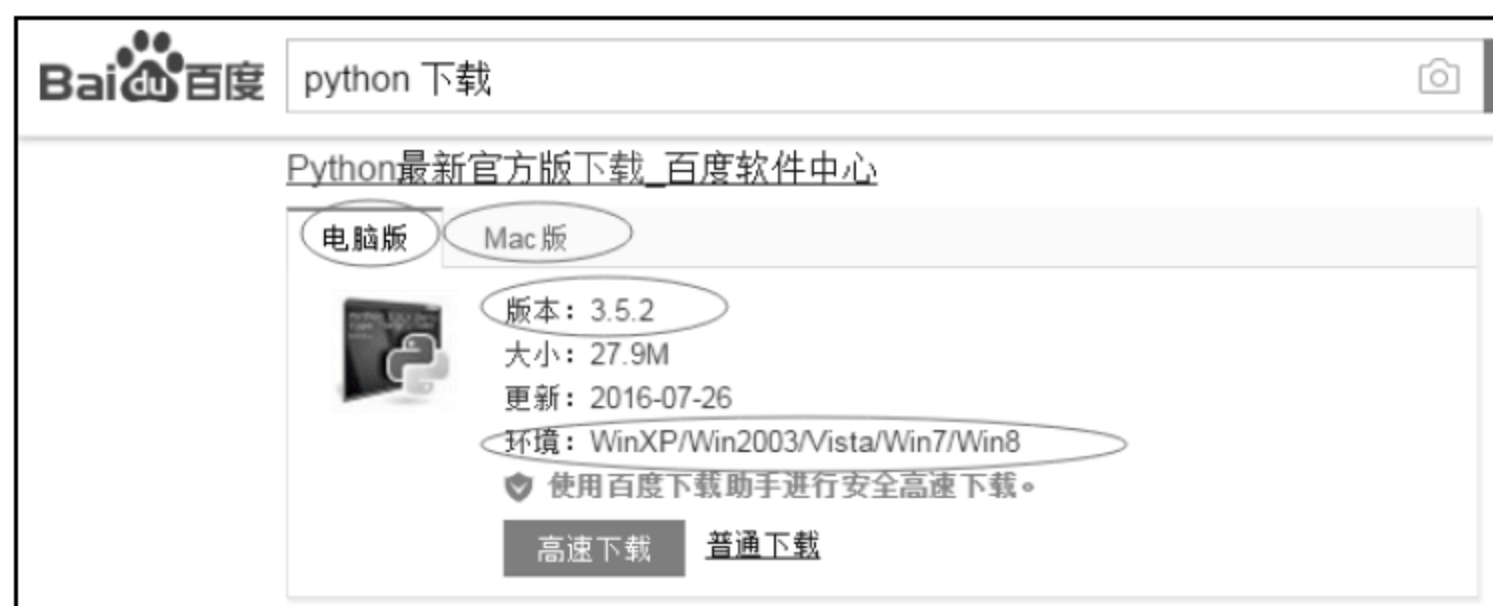 Bai du 百度
python 下载
Python最新官方版下载_百度软件中心
电脑版 Mac版
版本：3.5.2
大小：27.9M
更新：2016-07-26
环境：WinXP/Win2003/Vista/Win7/Win8
使用百度下载助手进行安全高速下载。
高速下载 普通下载